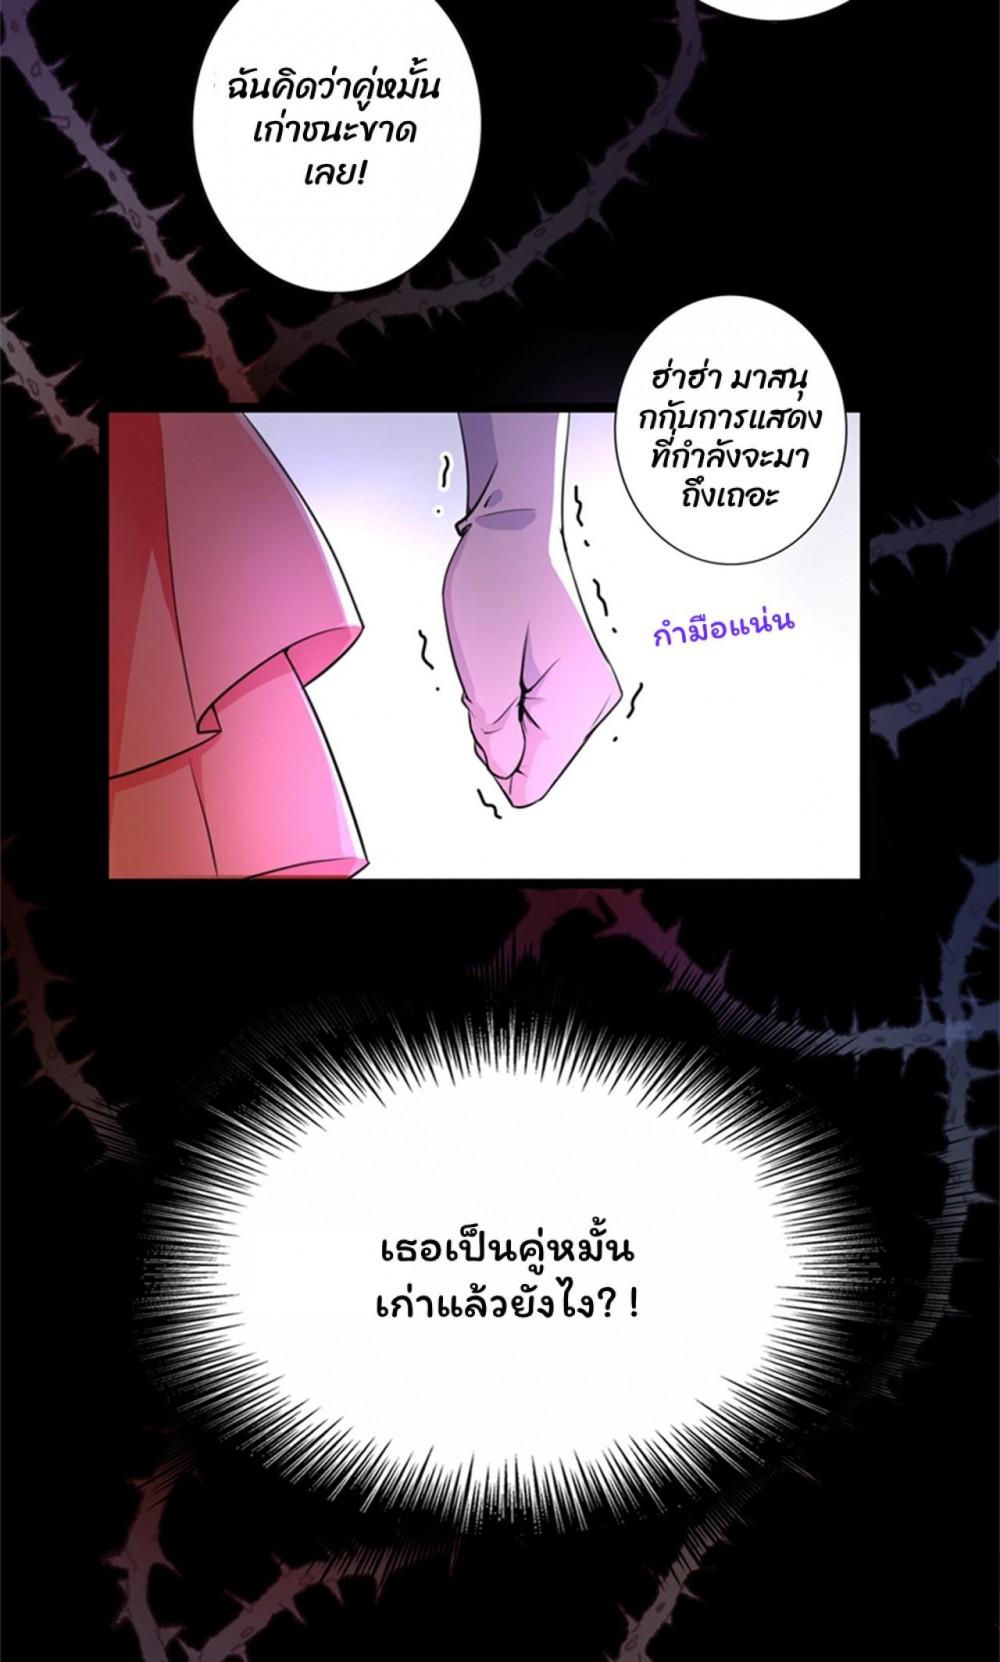 ฉันคิดว่าคู่หมั้น
เก่าชนะขาด
เลย!
ฮ่าฮ่า มาสนุ
กกับการแสดง
ที่กำลังจะมา
ถึงเถอะ
กำมือแน่น
เธอเป็นคู่หมั้น
เก่าแล้วยังไง? !